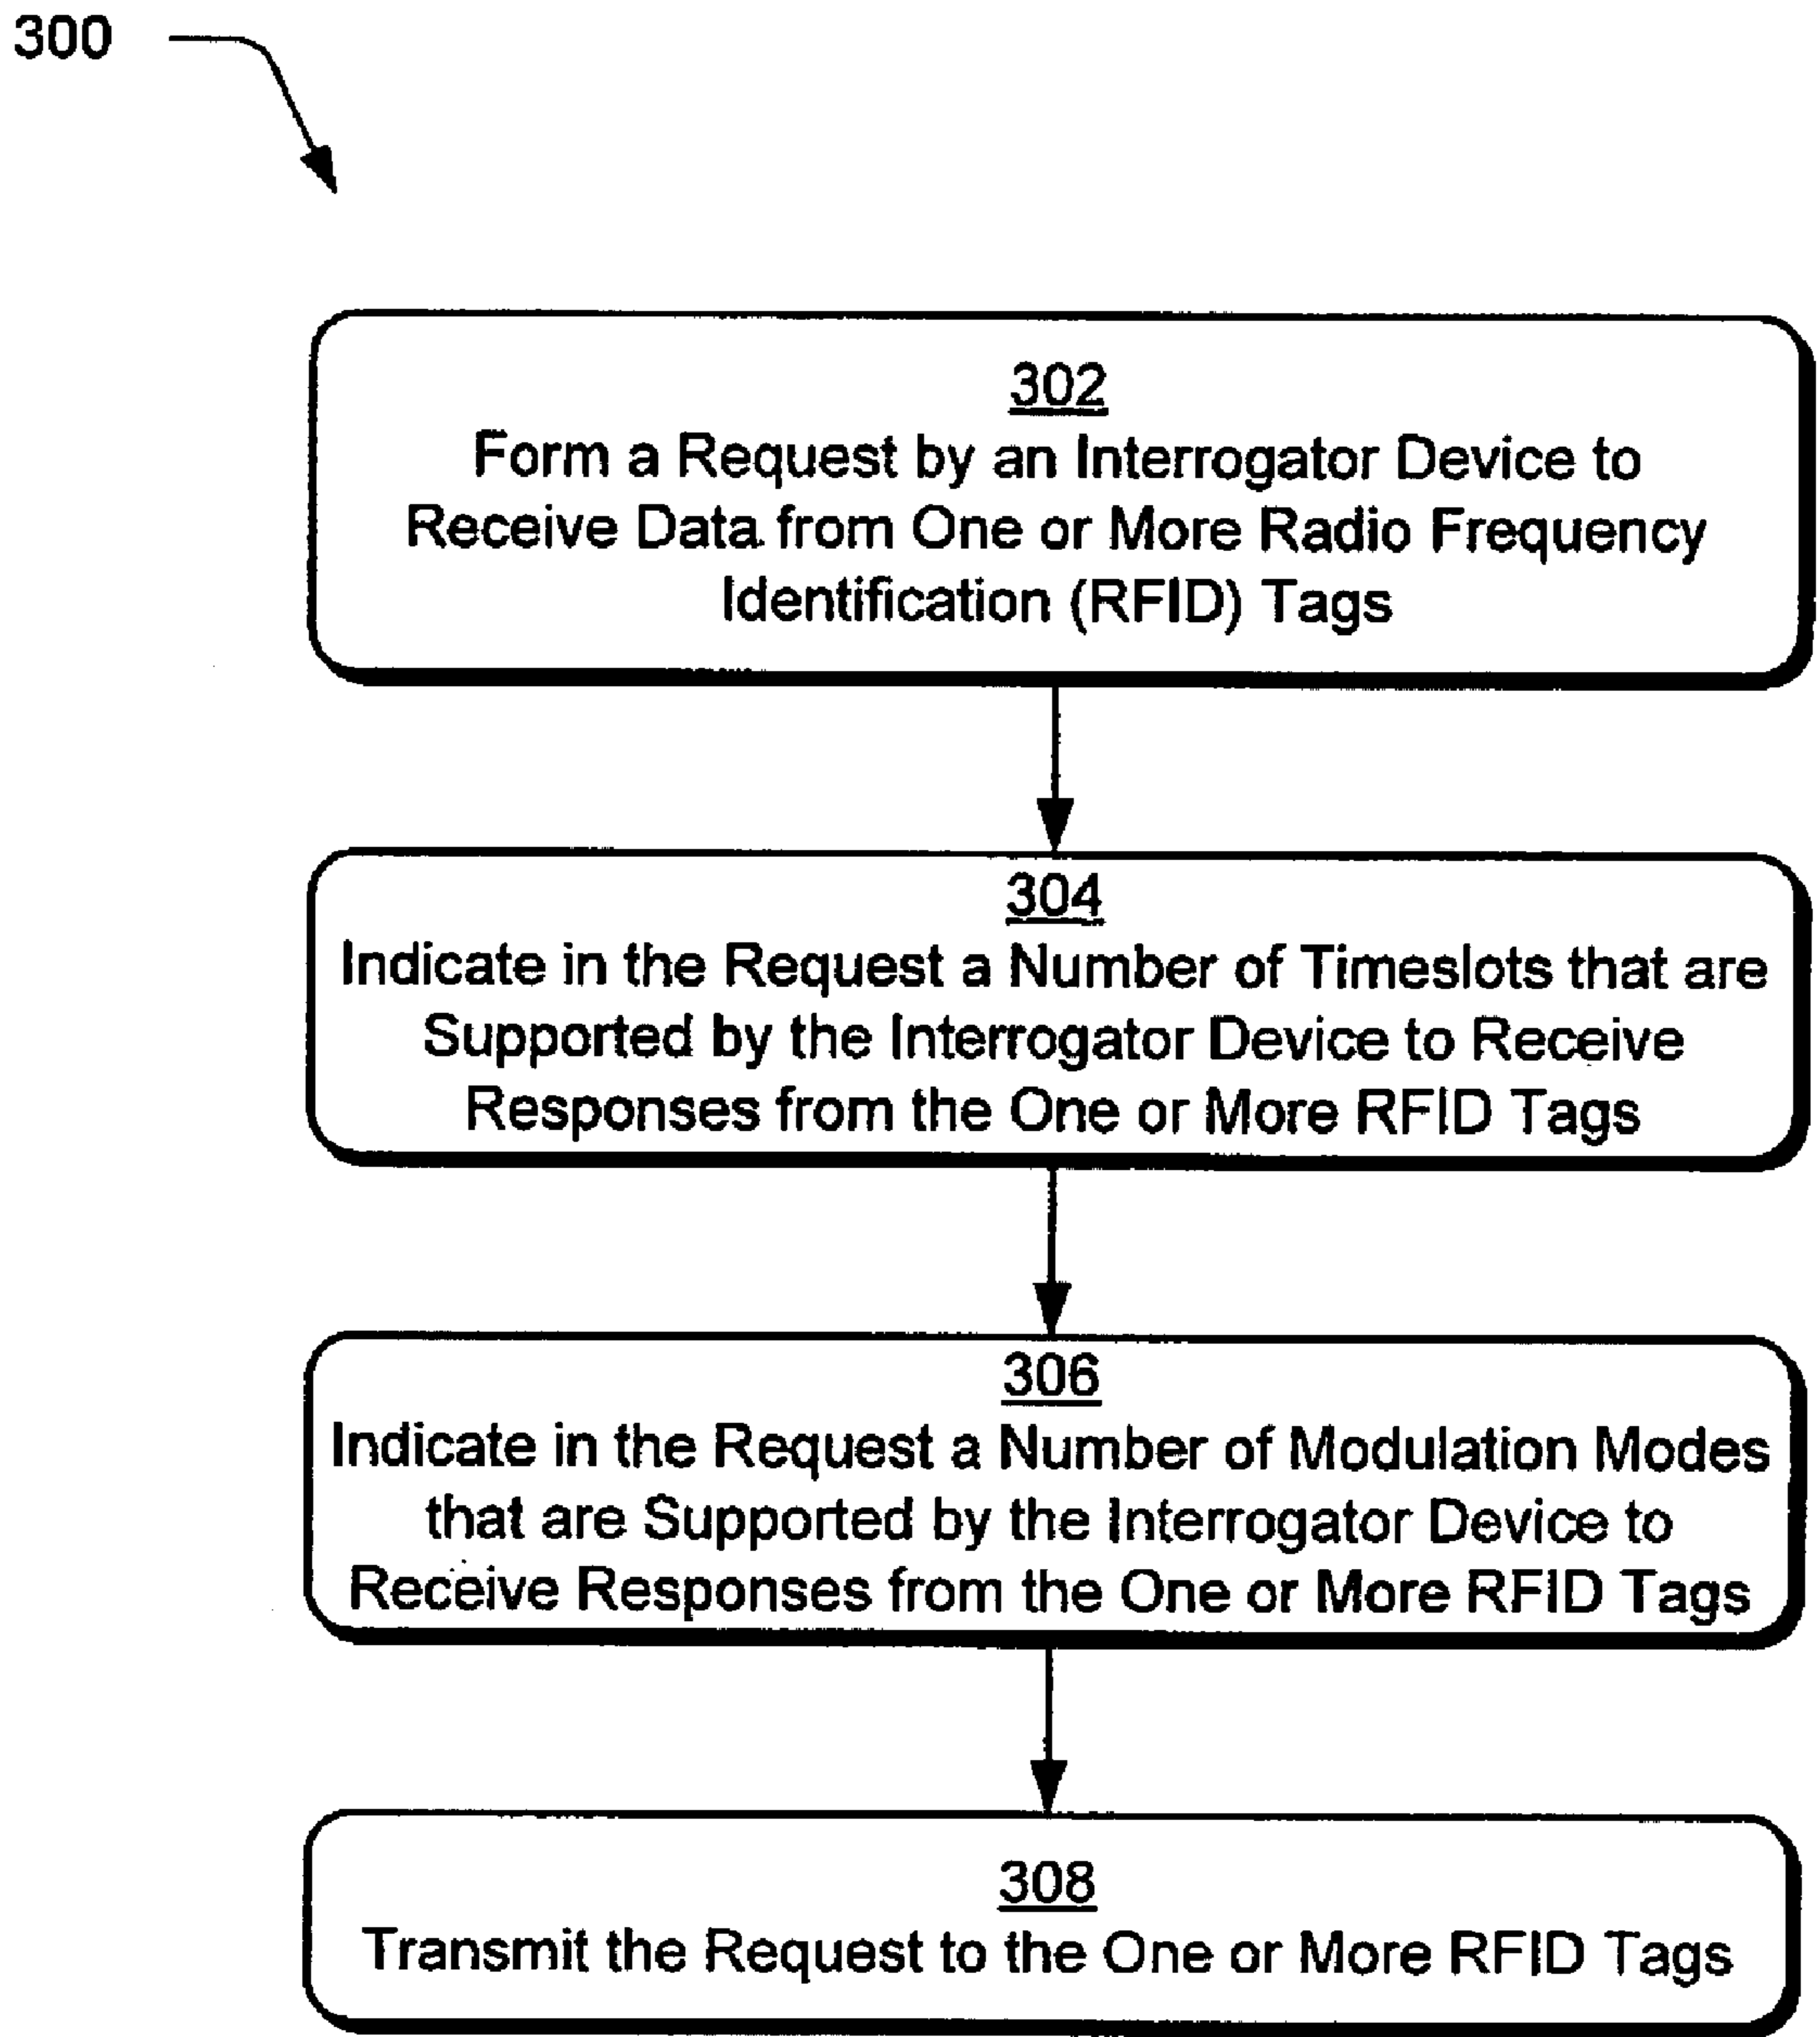 300
302
Form a Request by an Interrogator Device to
Receive Data from One or More Radio Frequency
Identification (RFID) Tags
304
Indicate in the Request a Number of Timeslots that are
Supported by the Interrogator Device to Receive
Responses from the One or More RFID Tags
306
Indicate in the Request a Number of Modulation Modes
that are Supported by the Interrogator Device to
Receive Responses from the One or More RFID Tags
308
Transmit the Request to the One or More RFID Tags